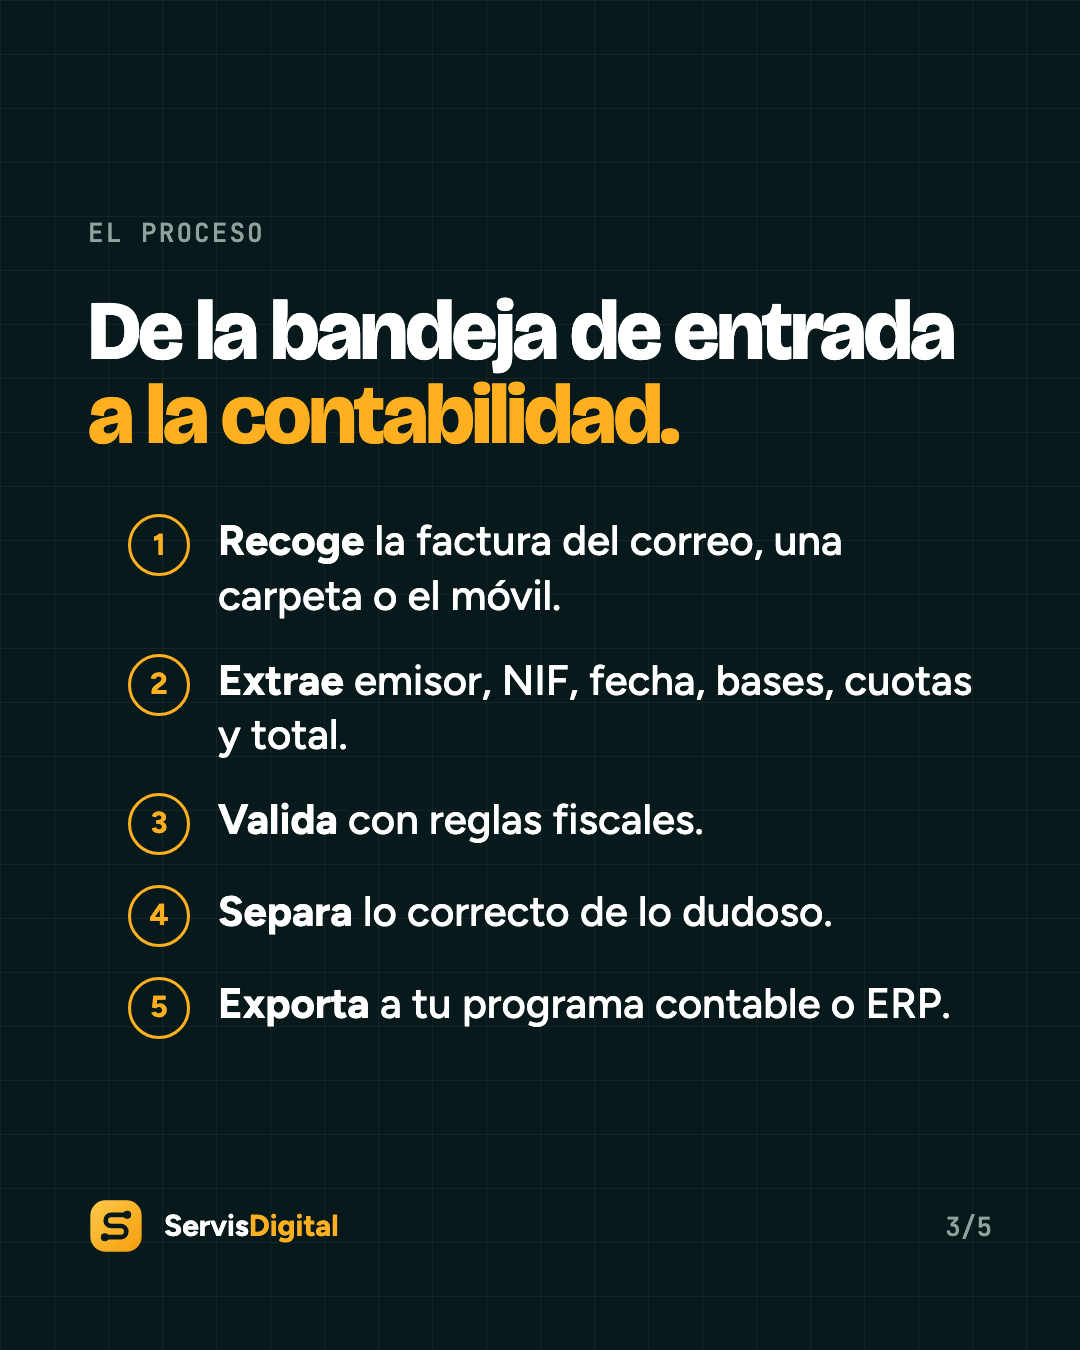 EL PROCESO
De la bandeja de entrada
a la contabilidad.
1 Recoge la factura del correo, una
carpeta o el móvil.
2 Extrae emisor, NIF, fecha, bases, cuotas
y total.
3 Valida con reglas fiscales.
4 Separa lo correcto de lo dudoso.
5 Exporta a tu programa contable o ERP.
S ServisDigital
3/5